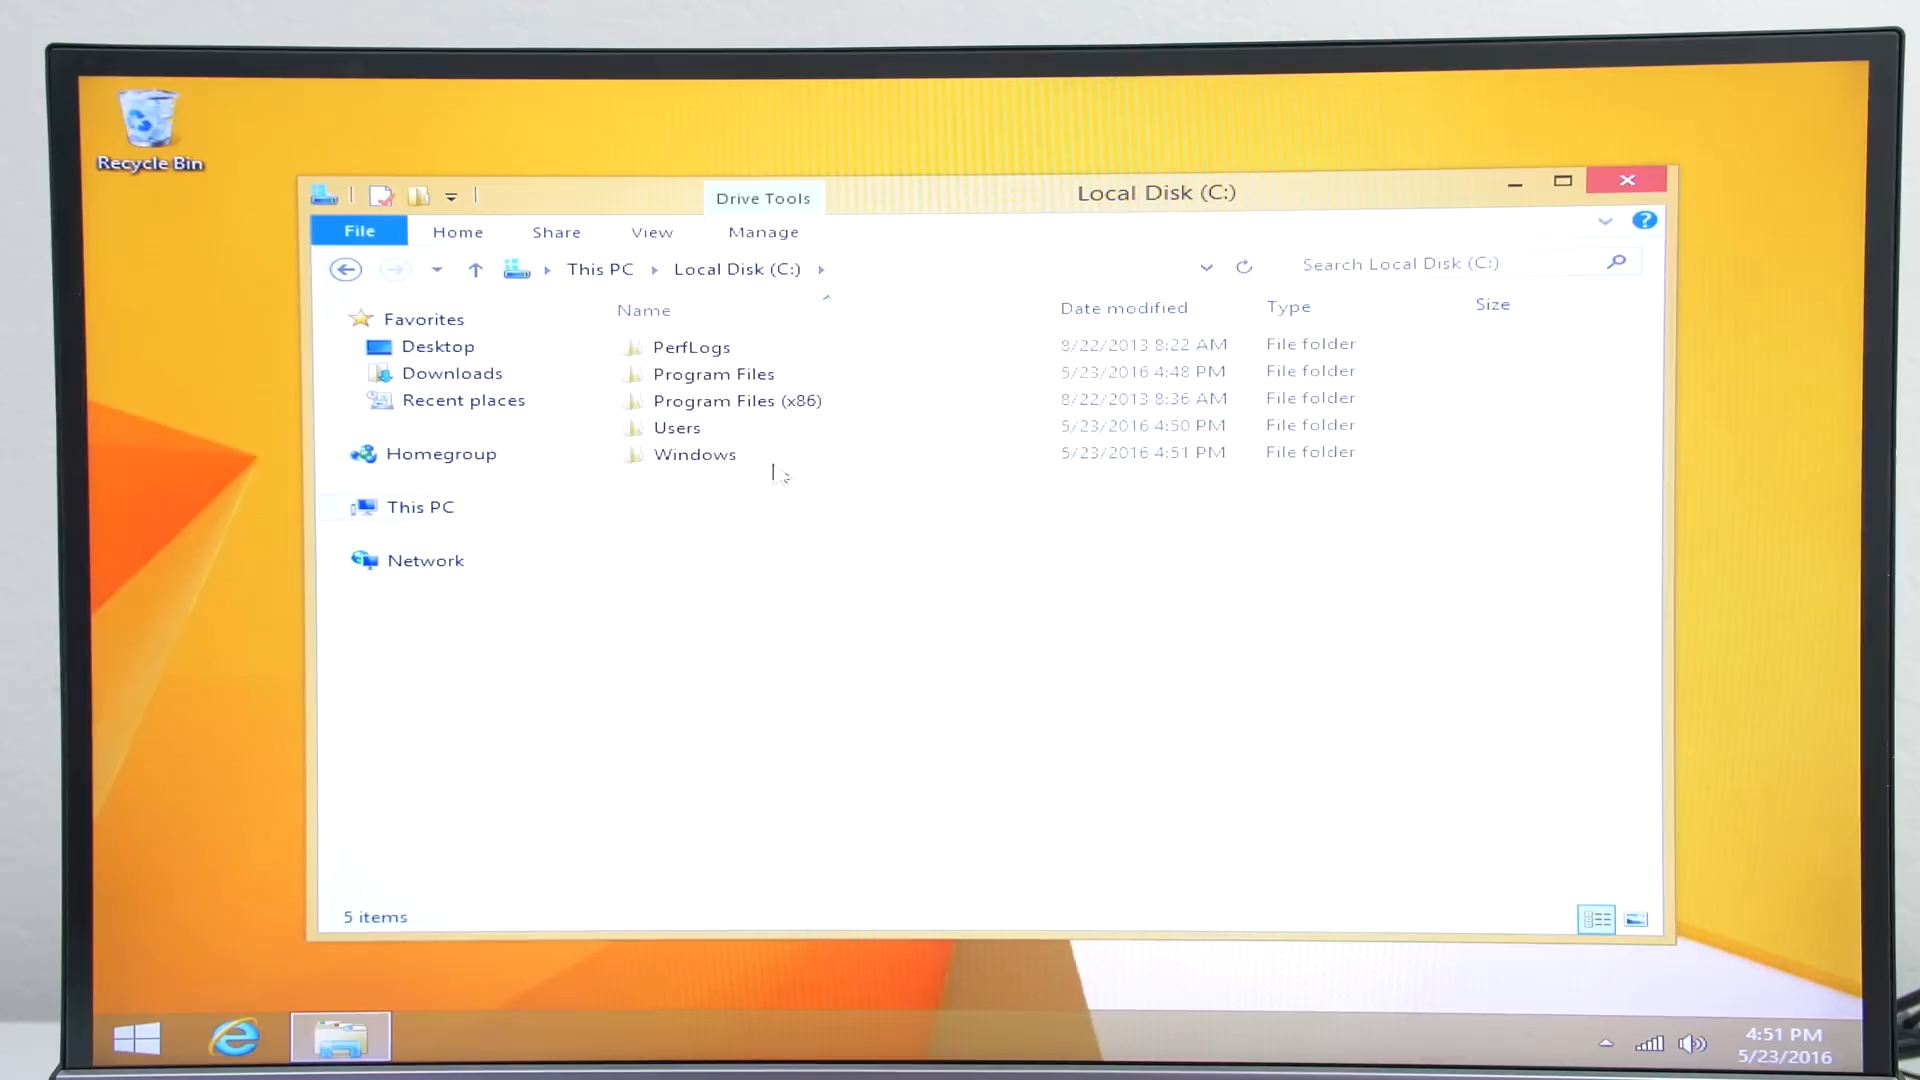 Recycle Bin
Drive Tools
Local Disk (C:)
File
Home
Share
View
Manage
This PC
Local Disk (C:)
Search Local Disk (C:)
Name
Date modified
Type
Size
Favorites
Desktop
Downloads
Recent places
Homegroup
This PC
Network
PerfLogs 8/22/2013 8:22 AM File folder
Program Files 5/23/2016 4:48 PM File folder
Program Files (x86) 8/22/2013 8:36 AM File folder
Users 5/23/2016 4:50 PM File folder
Windows 5/23/2016 4:51 PM File folder
5 items
4:51 PM
5/23/2016